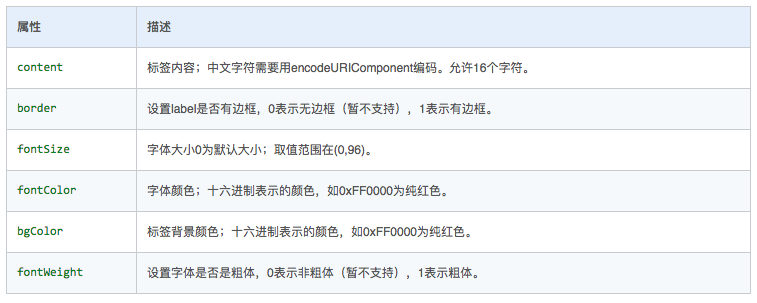 属性 描述
content 标签内容；中文字符需要用encodeURIComponent编码。允许16个字符。
border 设置label是否有边框，0表示无边框（暂不支持），1表示有边框。
fontSize 字体大小0为默认大小；取值范围在(0,96)。
fontColor 字体颜色；十六进制表示的颜色，如0xFF0000为纯红色。
bgColor 标签背景颜色；十六进制表示的颜色，如0xFF0000为纯红色。
fontWeight 设置字体是否是粗体，0表示非粗体（暂不支持），1表示粗体。